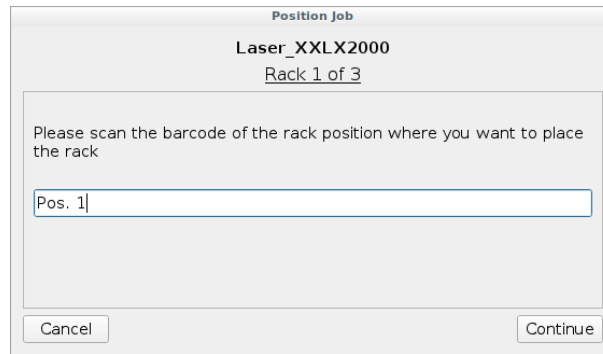 Position Job
Laser_XXLX2000
Rack 1 of 3
Please scan the barcode of the rack position where you want to place
the rack
Pos. 1
Cancel
Continue